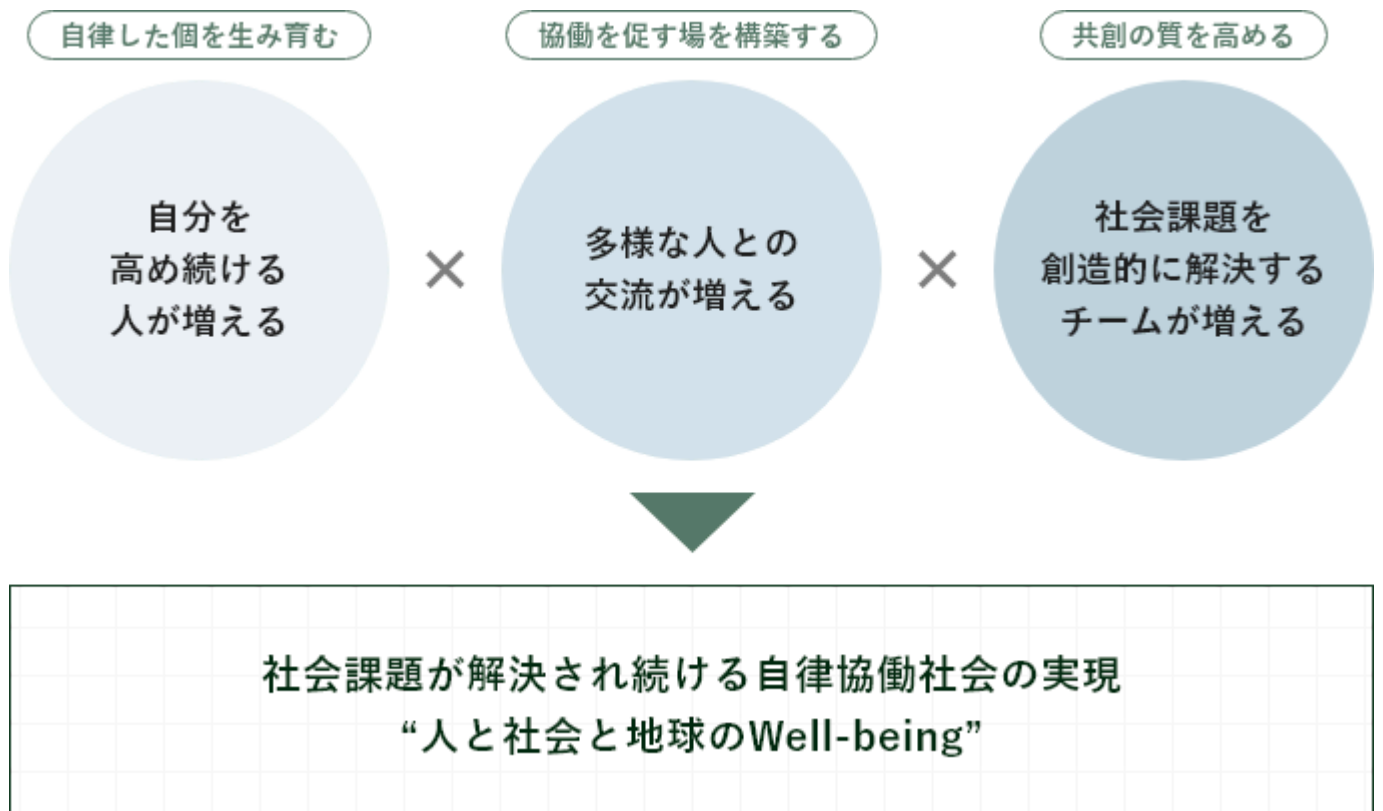 自律した個を生み育む
協働を促す場を構築する
共創の質を高める
自分を
高め続ける
人が増える
×
多様な人との
交流が増える
×
社会課題を
創造的に解決する
チームが増える
社会課題が解決され続ける自律協働社会の実現
“人と社会と地球のWell-being”